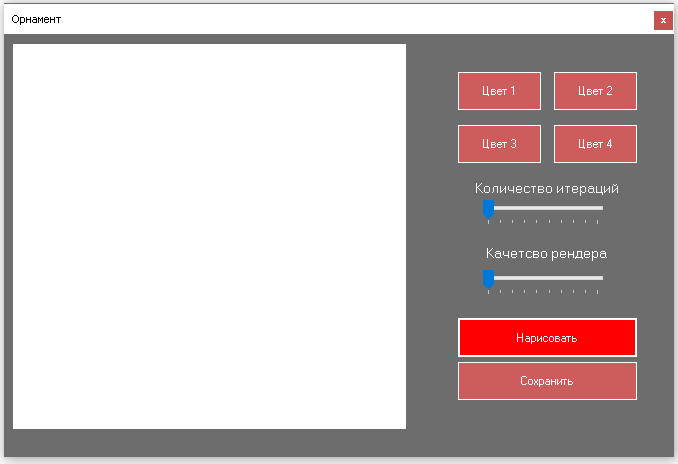 Орнамент
x
Цвет 1 Цвет 2
Цвет 3 Цвет 4
Количество итераций
Качетсво рендера
Нарисовать
Сохранить